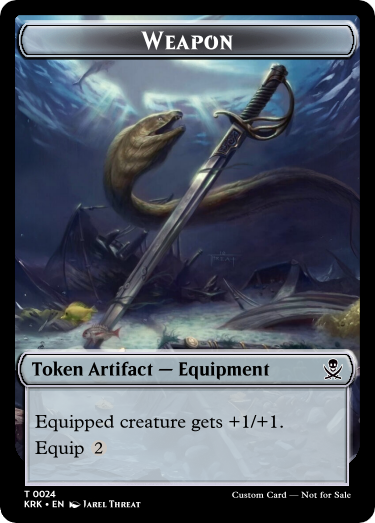 Weapon
Token Artifact — Equipment
Equipped creature gets +1/+1.
Equip 2
T 0024
KRK • EN Jarel Threat
Custom Card — Not for Sale